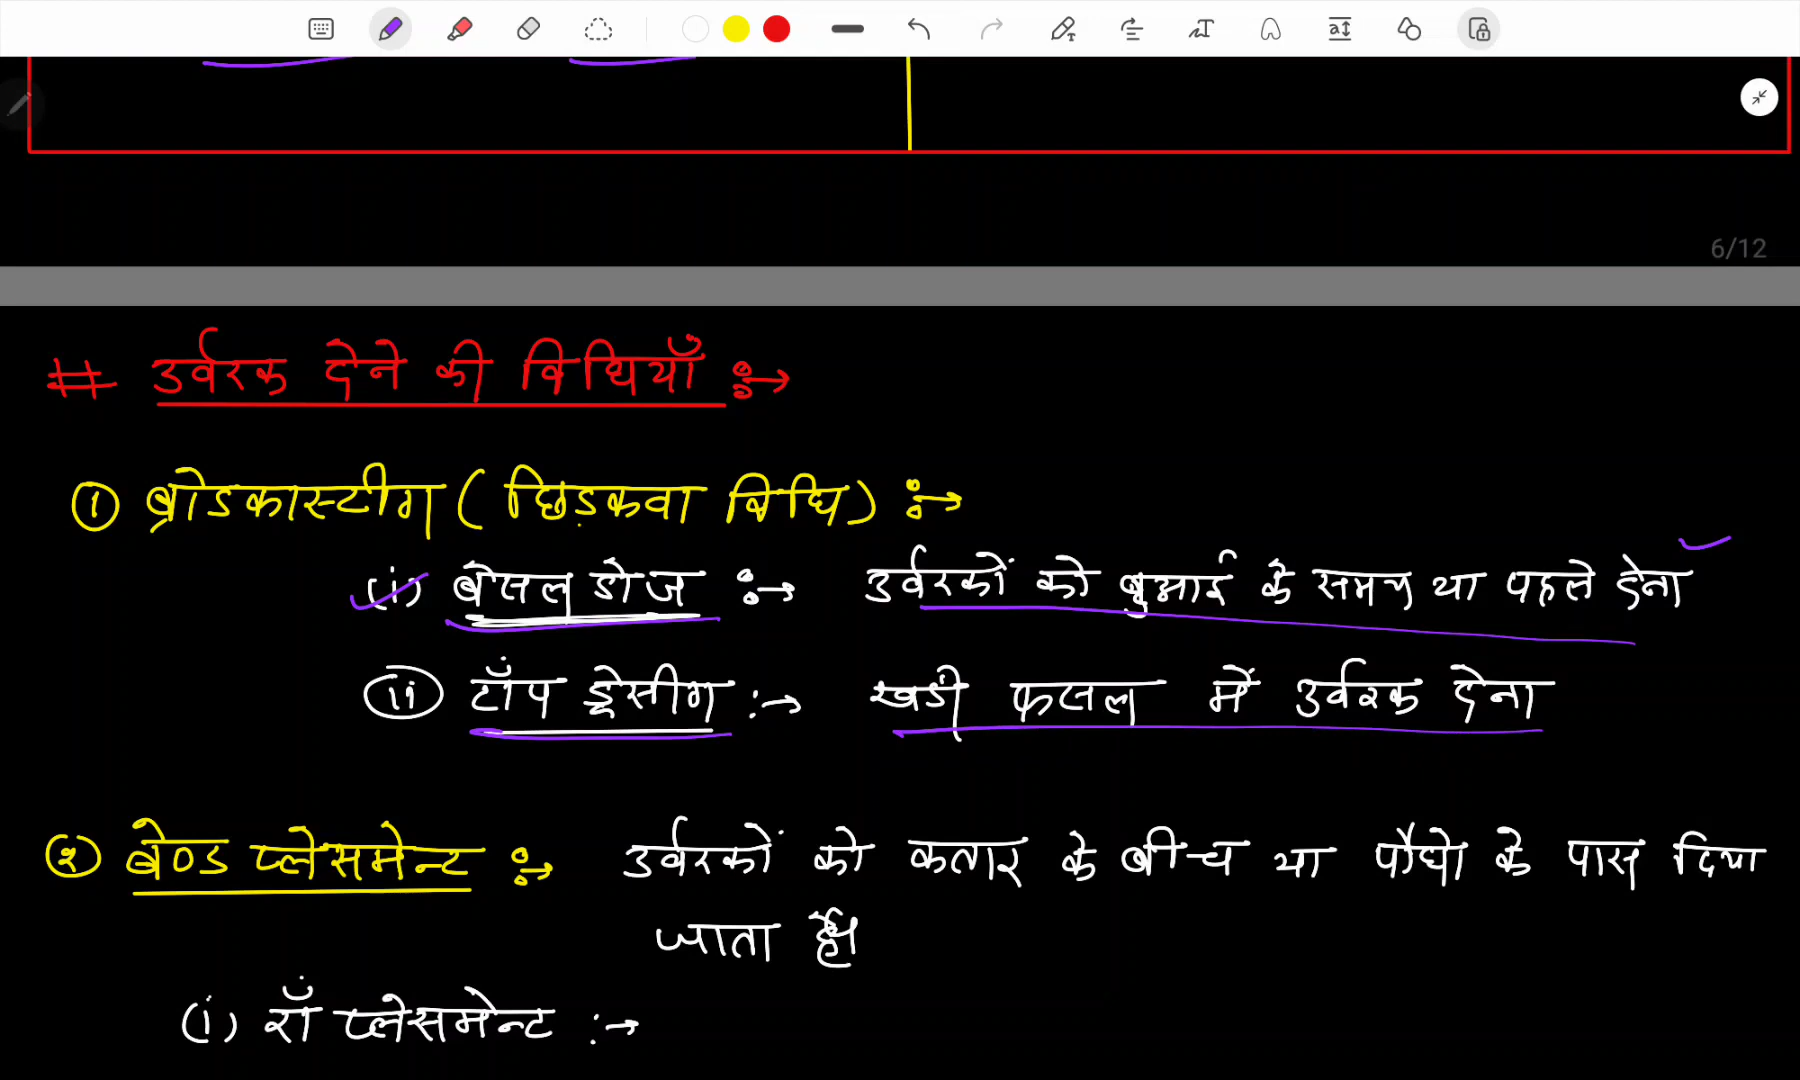 6/12
# उर्वरक देने की विधियाँ :→
① ब्रोडकास्टींग ( छिड़कवा विधि ) :→
(i) बेसल डोज :→ उर्वरकों को बुआई के समय या पहले देना
(ii) टॉप ड्रेसींग :→ खडी फसल में उर्वरक देना
② बेण्ड प्लेसमेन्ट :→ उर्वरकों को कतार के बीच या पौधो के पास दिया
जाता है।
(i) रॉ प्लेसमेन्ट :→